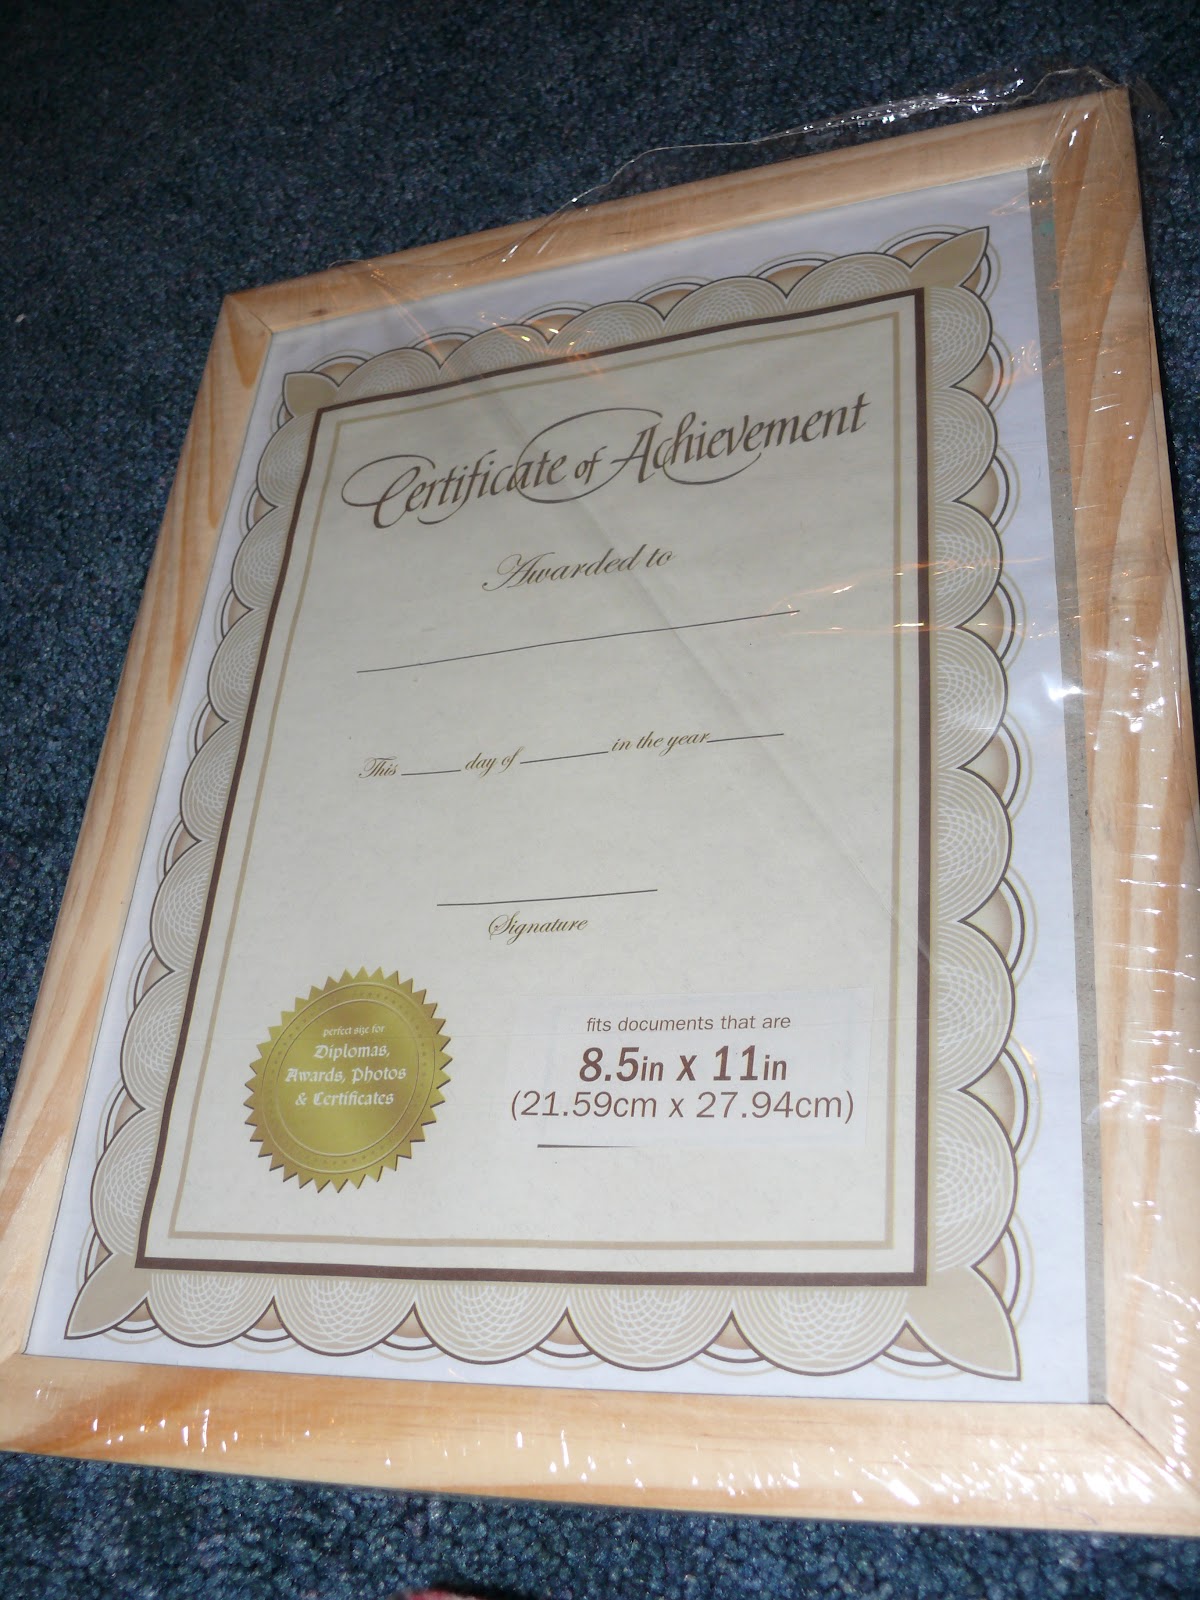 Certificate of Achievement
Awarded to
This day of in the year
Signature
perfect size for
Diplomas,
Awards, Photos
& Certificates
fits documents that are
8.5in x 11in
(21.59cm x 27.94cm)